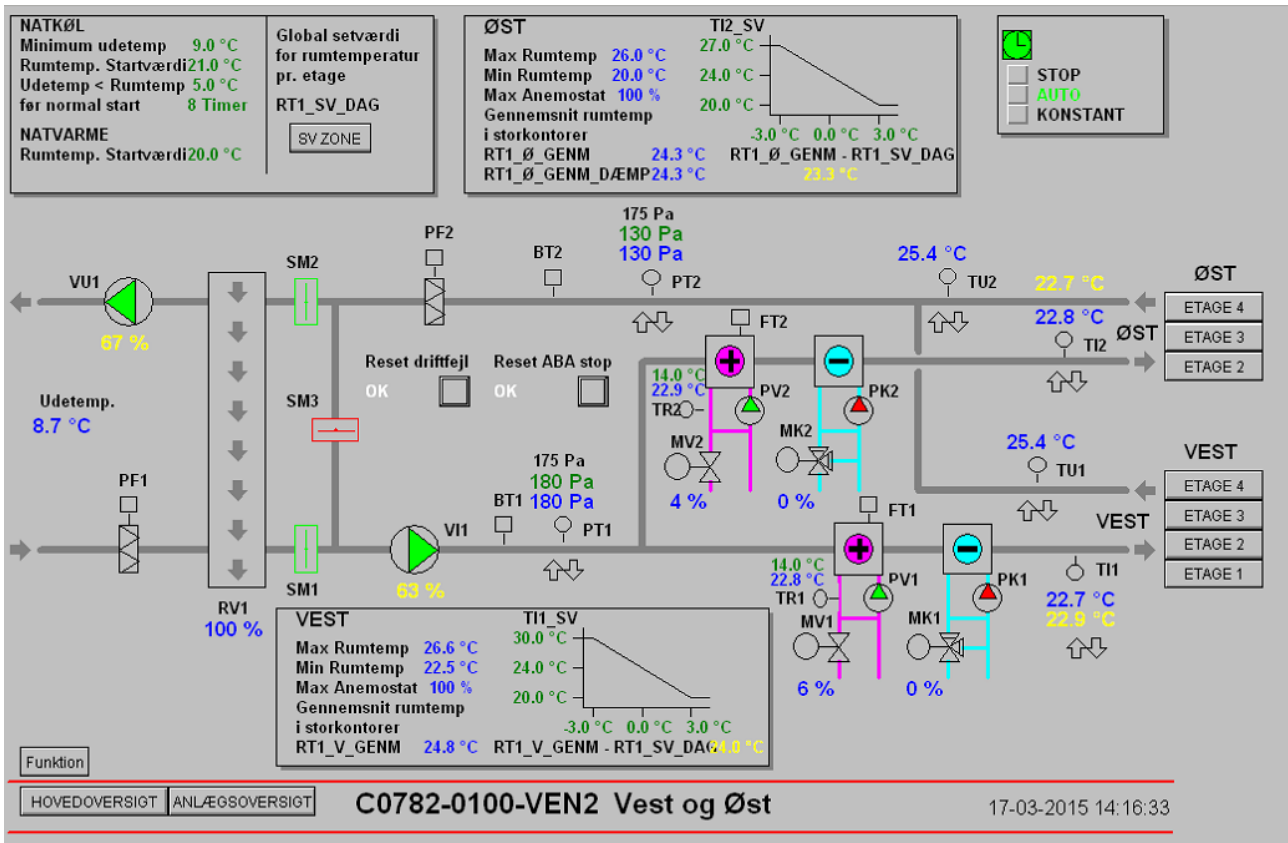 NATKØL
Minimum udetemp 9.0 °C
Rumtemp. Startværdi 21.0 °C
Udetemp < Rumtemp 5.0 °C
før normal start 8 Timer
NATVARME
Rumtemp. Startværdi 20.0 °C
Global setværdi
for rumtemperatur
pr. etage
RT1_SV_DAG
SV ZONE
ØST
Max Rumtemp 26.0 °C
Min Rumtemp 20.0 °C
Max Anemostat 100 %
Gennemsnit rumtemp
i storkontorer
RT1_Ø_GENM 24.3 °C
RT1_Ø_GENM_DÆMP 24.3 °C
TI2_SV
27.0 °C
24.0 °C
20.0 °C
-3.0 °C 0.0 °C 3.0 °C
RT1_Ø_GENM - RT1_SV_DAG
23.3 °C
STOP
AUTO
KONSTANT
VU1
67 %
SM2
PF2
BT2
175 Pa
130 Pa
130 Pa
PT2
25.4 °C
TU2
22.7 °C
22.8 °C
ØST
TI2
ØST
ETAGE 4
ETAGE 3
ETAGE 2
Udetemp.
8.7 °C
SM3
Reset driftfejl
OK
Reset ABA stop
OK
FT2
14.0 °C
22.9 °C
TR2
PV2
PK2
MV2
4 %
MK2
0 %
25.4 °C
TU1
VEST
VEST
ETAGE 4
ETAGE 3
ETAGE 2
ETAGE 1
PF1
RV1
100 %
SM1
VI1
63 %
BT1
175 Pa
180 Pa
180 Pa
PT1
FT1
14.0 °C
22.8 °C
TR1
PV1
PK1
MV1
6 %
MK1
0 %
TI1
22.7 °C
22.9 °C
VEST
Max Rumtemp 26.6 °C
Min Rumtemp 22.5 °C
Max Anemostat 100 %
Gennemsnit rumtemp
i storkontorer
RT1_V_GENM 24.8 °C
TI1_SV
30.0 °C
24.0 °C
20.0 °C
-3.0 °C 0.0 °C 3.0 °C
RT1_V_GENM - RT1_SV_DAG
Funktion
HOVEDOVERSIGT
ANLÆGSOVERSIGT
C0782-0100-VEN2 Vest og Øst
17-03-2015 14:16:33